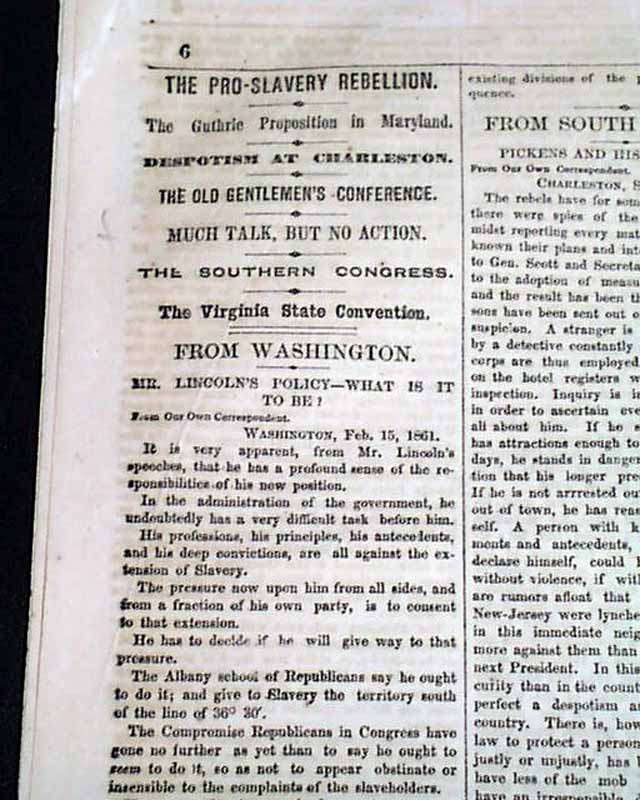 6
THE PRO-SLAVERY REBELLION.
The Guthrie Proposition in Maryland.
DESPOTISM AT CHARLESTON.
THE OLD GENTLEMEN'S CONFERENCE.
MUCH TALK, BUT NO ACTION.
THE SOUTHERN CONGRESS.
The Virginia State Convention.
FROM WASHINGTON.
MR. LINCOLN'S POLICY—WHAT IS IT
TO BE?
From Our Own Correspondent.
WASHINGTON, Feb. 15, 1861.
It is very apparent, from Mr. Lincoln's
speeches, that he has a profound sense of the re-
sponsibilities of his new position.
In the administration of the government, he
undoubtedly has a very difficult task before him.
His professions, his principles, his antecedents,
and his deep convictions, are all against the ex-
tension of Slavery.
The pressure now upon him from all sides, and
from a fraction of his own party, is to consent
to that extension.
He has to decide if he will give way to that
pressure.
The Albany school of Republicans say he ought
to do it; and give to Slavery the territory south
of the line of 36° 30'.
The Compromise Republicans in Congress have
gone no further as yet than to say he ought to
seem to do it, so as not to appear obstinate or
insensible to the complaints of the slaveholders.
existing divisions of the
quence.
FROM SOUTH
PICKENS AND HIS
From Our Own Correspondent.
CHARLESTON, S
The rebels have for som
there were spies of the
midst reporting every mat
known their plans and int
to Gen. Scott and Secreta
to the adoption of measu
and the result has been th
sons have been sent out o
suspicion. A stranger is
by a detective constantly
corps are thus employed
on the hotel registers w
inspection. Inquiry is i
in order to ascertain eve
all about him. If he s
has attractions enough to
days, he stands in danger
tion that his longer pre
If he is not arrrested ou
out of town, he has reas
self. A person with k
ments and antecedents,
declare himself, could l
without violence, if with
are rumors afloat that
New-Jersey were lynche
in this immediate neig
more against them than
next President. In this
curity than in the count
perfect a despotism a
country. There is, how
law to protect a person
justly or unjustly, has
have less of the mob
have an irresponsible